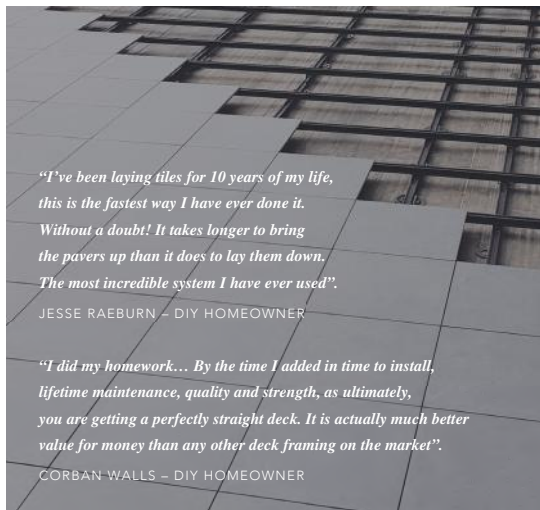 “I’ve been laying tiles for 10 years of my life,
this is the fastest way I have ever done it.
Without a doubt! It takes longer to bring
the pavers up than it does to lay them down.
The most incredible system I have ever used”.
JESSE RAEBURN – DIY HOMEOWNER
“I did my homework… By the time I added in time to install,
lifetime maintenance, quality and strength, as ultimately,
you are getting a perfectly straight deck. It is actually much better
value for money than any other deck framing on the market”.
CORBAN WALLS – DIY HOMEOWNER